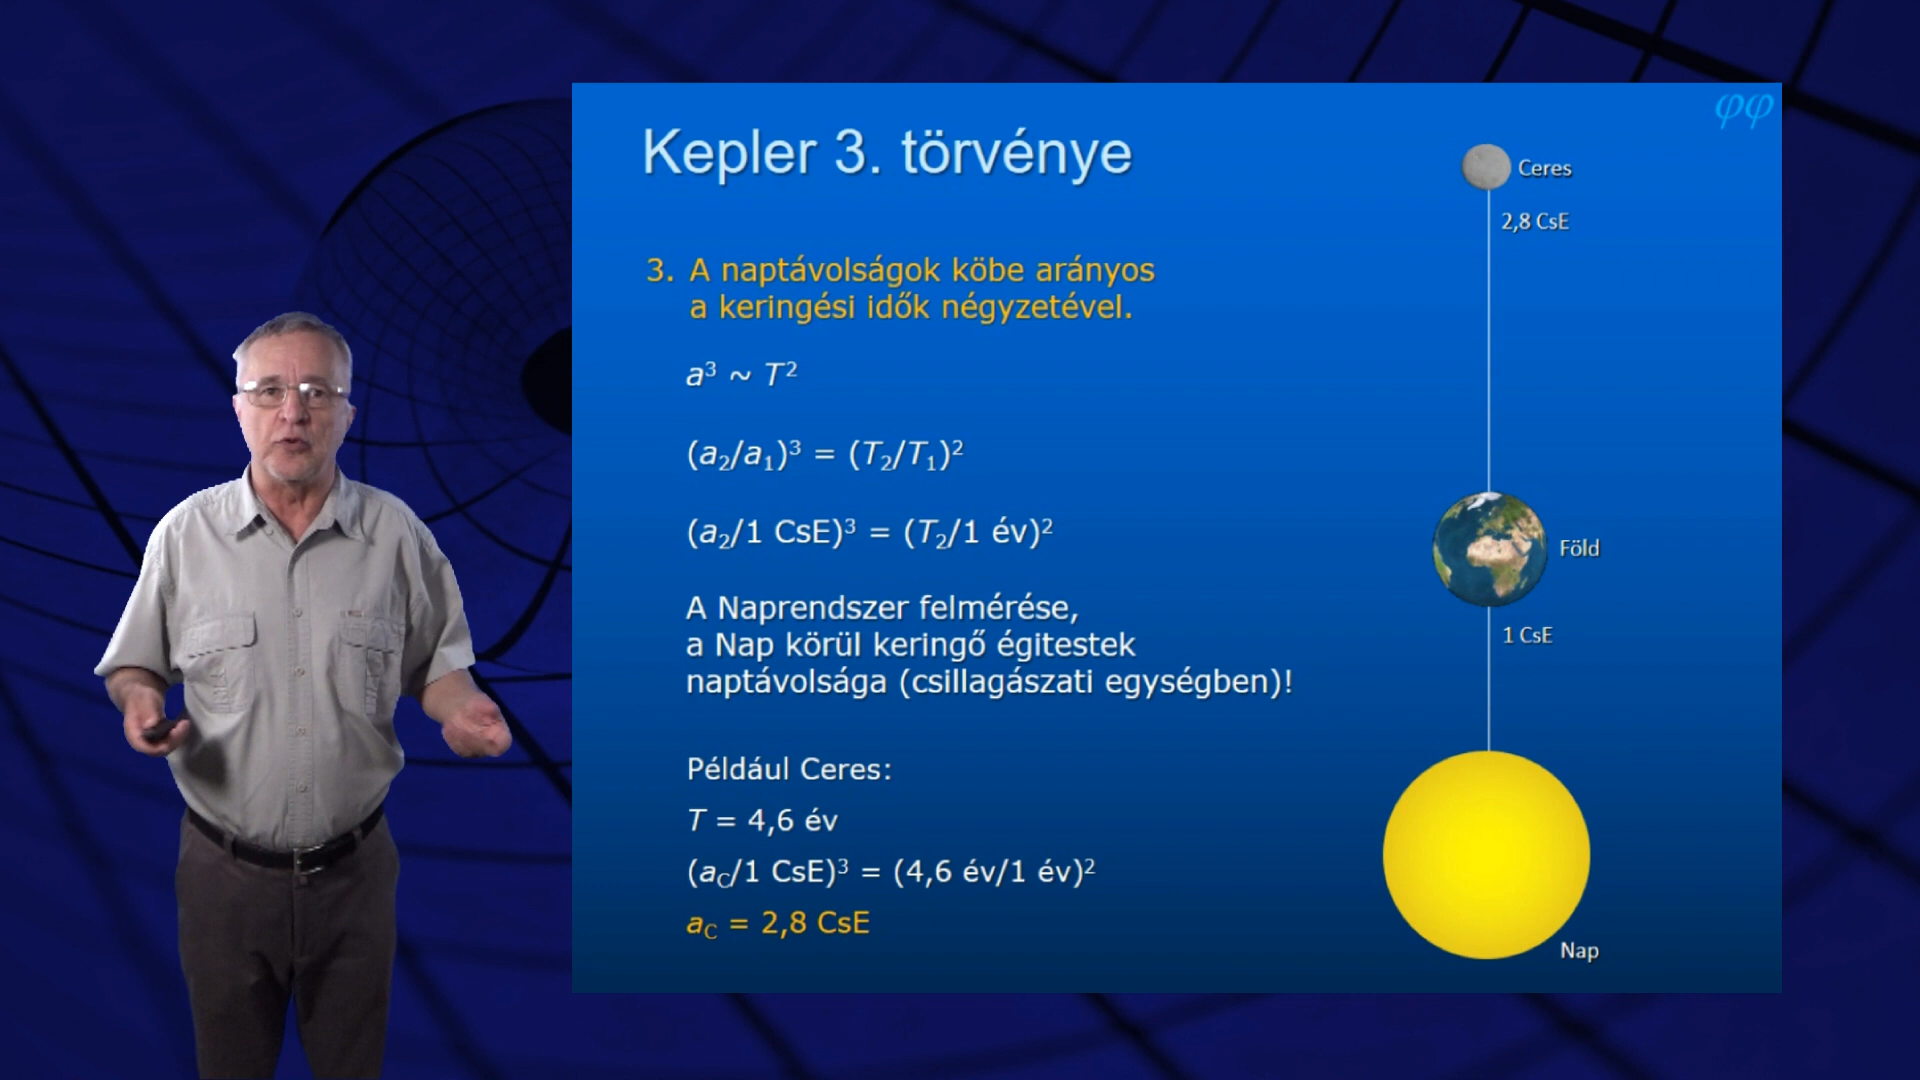 φφ
Kepler 3. törvénye
3. A naptávolságok köbe arányos
a keringési idők négyzetével.
a³ ~ T²
(a₂/a₁)³ = (T₂/T₁)²
(a₂/1 CsE)³ = (T₂/1 év)²
A Naprendszer felmérése,
a Nap körül keringő égitestek
naptávolsága (csillagászati egységben)!
Például Ceres:
T = 4,6 év
(a_C/1 CsE)³ = (4,6 év/1 év)²
a_C = 2,8 CsE
Ceres
2,8 CsE
Föld
1 CsE
Nap